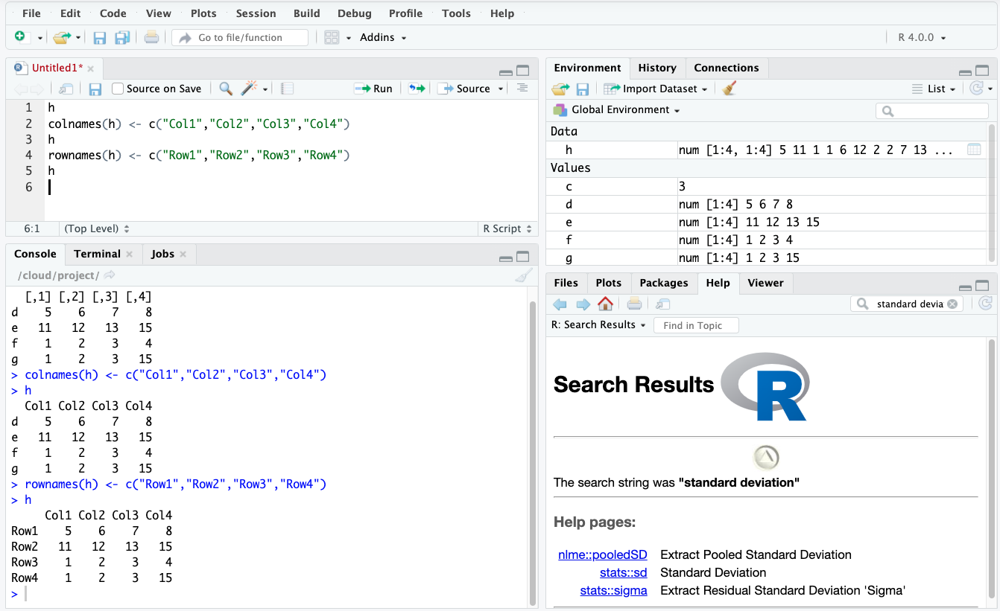 File Edit Code View Plots Session Build Debug Profile Tools Help
Go to file/function Addins R 4.0.0
Untitled1*
Source on Save Run Source
1 h
2 colnames(h) <- c("Col1","Col2","Col3","Col4")
3 h
4 rownames(h) <- c("Row1","Row2","Row3","Row4")
5 h
6
6:1 (Top Level) R Script
Console Terminal Jobs
/cloud/project/
[,1] [,2] [,3] [,4]
d 5 6 7 8
e 11 12 13 15
f 1 2 3 4
g 1 2 3 15
> colnames(h) <- c("Col1","Col2","Col3","Col4")
> h
Col1 Col2 Col3 Col4
d 5 6 7 8
e 11 12 13 15
f 1 2 3 4
g 1 2 3 15
> rownames(h) <- c("Row1","Row2","Row3","Row4")
> h
Col1 Col2 Col3 Col4
Row1 5 6 7 8
Row2 11 12 13 15
Row3 1 2 3 4
Row4 1 2 3 15
>
Environment History Connections
Import Dataset List
Global Environment
Data
h num [1:4, 1:4] 5 11 1 1 6 12 2 2 7 13 ...
Values
c 3
d num [1:4] 5 6 7 8
e num [1:4] 11 12 13 15
f num [1:4] 1 2 3 4
g num [1:4] 1 2 3 15
Files Plots Packages Help Viewer
standard devia
R: Search Results Find in Topic
Search Results R
The search string was "standard deviation"
Help pages:
nlme::pooledSD Extract Pooled Standard Deviation
stats::sd Standard Deviation
stats::sigma Extract Residual Standard Deviation 'Sigma'